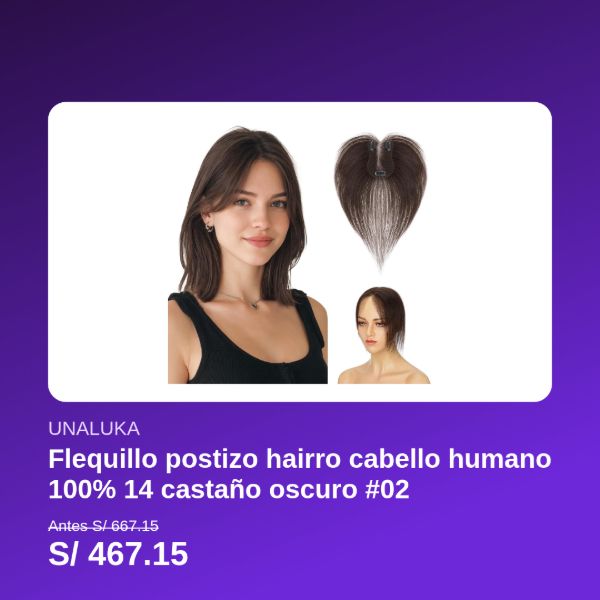 UNALUKA
Flequillo postizo hairro cabello humano
100% 14 castaño oscuro #02
Antes S/ 667.15
S/ 467.15